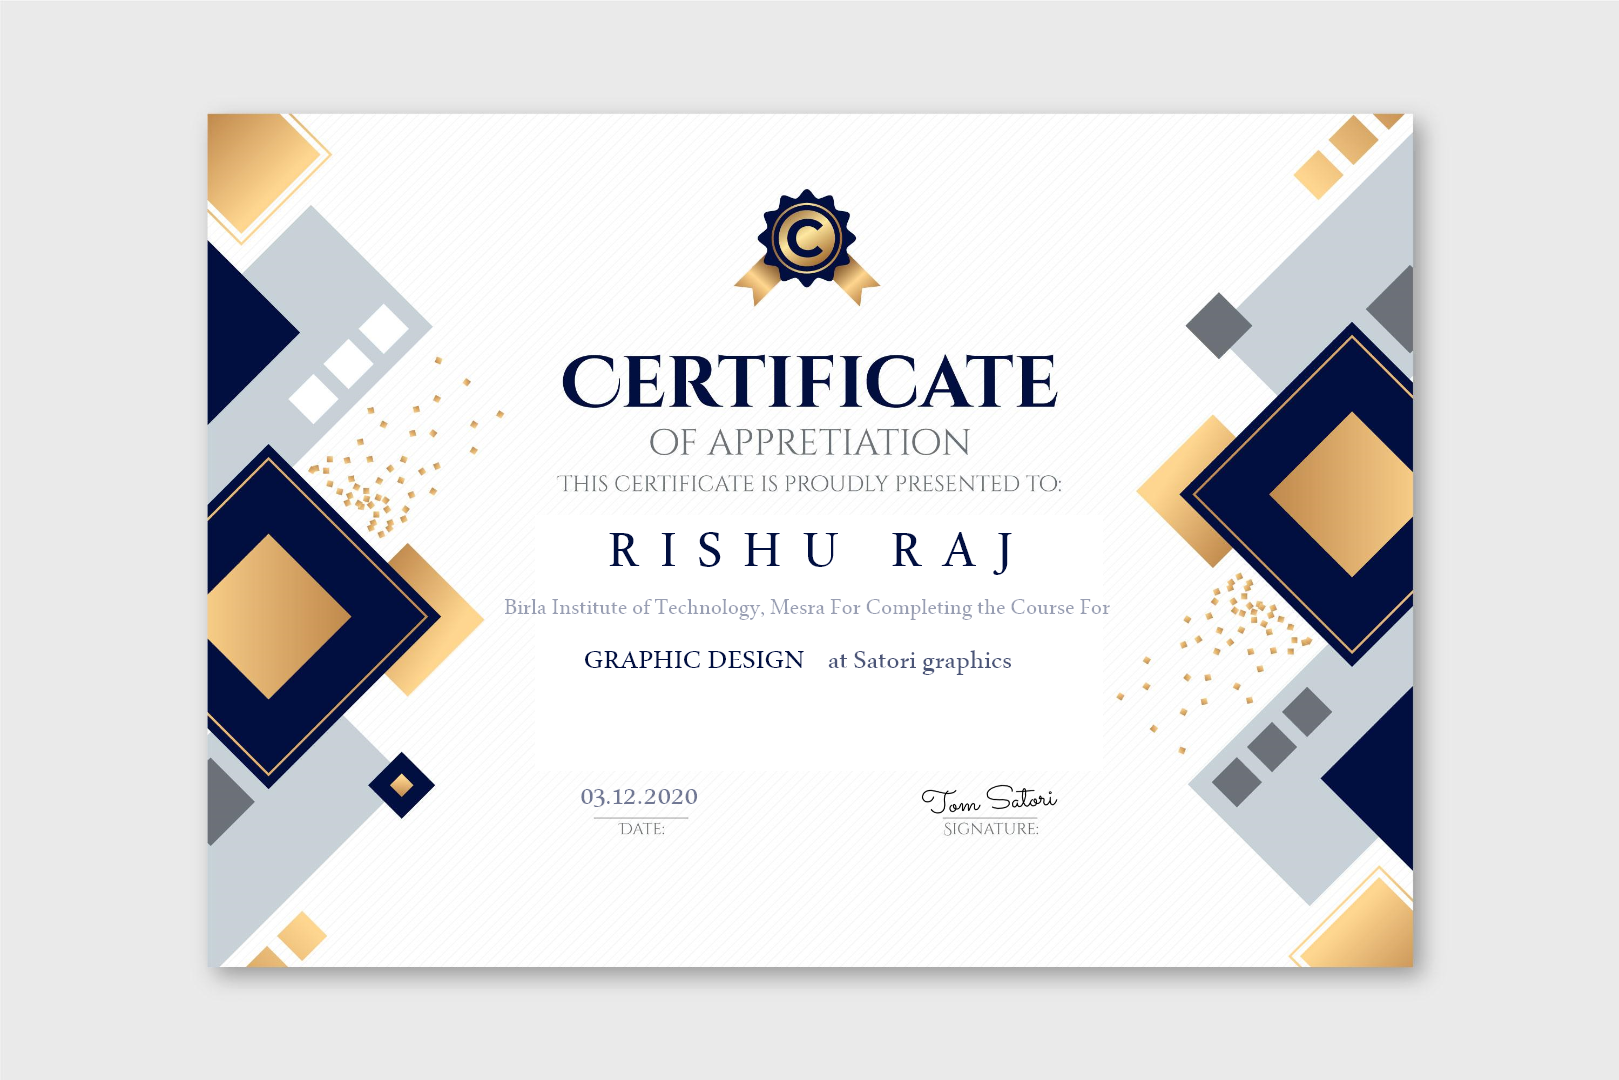 C
CERTIFICATE
OF APPRETIATION
THIS CERTIFICATE IS PROUDLY PRESENTED TO:
RISHU RAJ
Birla Institute of Technology, Mesra For Completing the Course For
GRAPHIC DESIGN at Satori graphics
03.12.2020 Tom Satori
DATE: SIGNATURE: